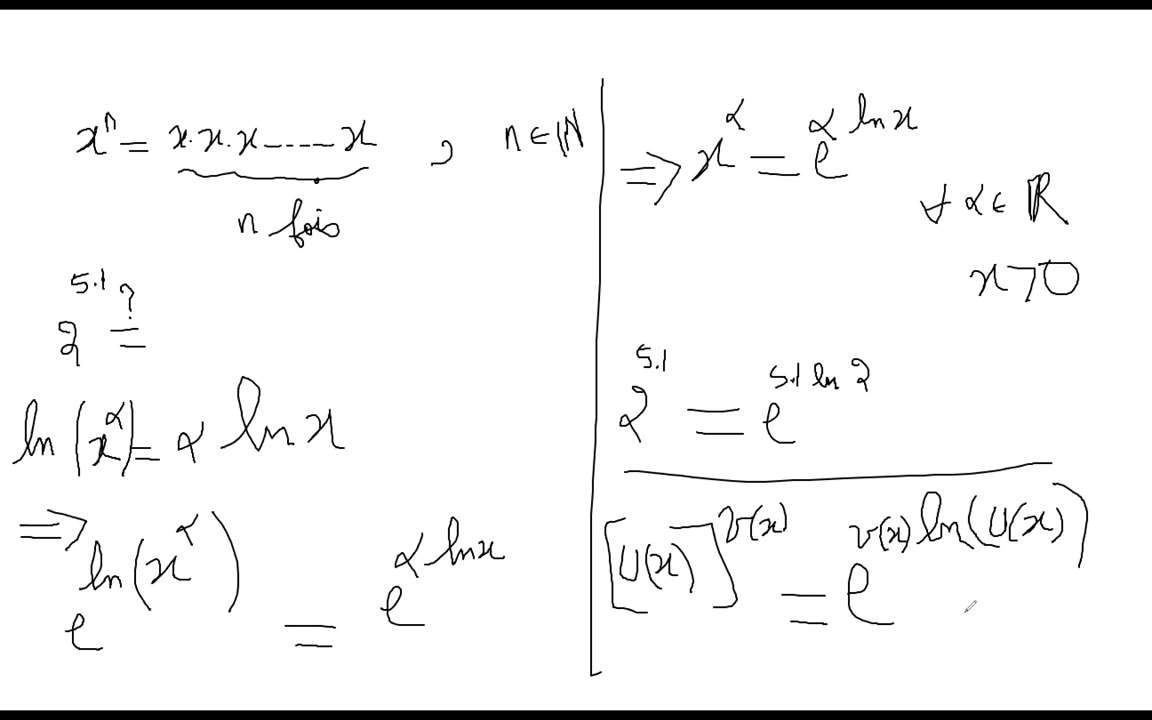 xⁿ = x.x.x----x , n ∈ ℕ
n fois
2^5.1 =?
ln(x^α) = α ln x
⇒ e^ln(x^α) = e^α ln x
⇒ x^α = e^α ln x
∀ α ∈ ℝ
x > 0
2^5.1 = e^5.1 ln 2
[U(x)]^v(x) = e^v(x) ln(U(x))